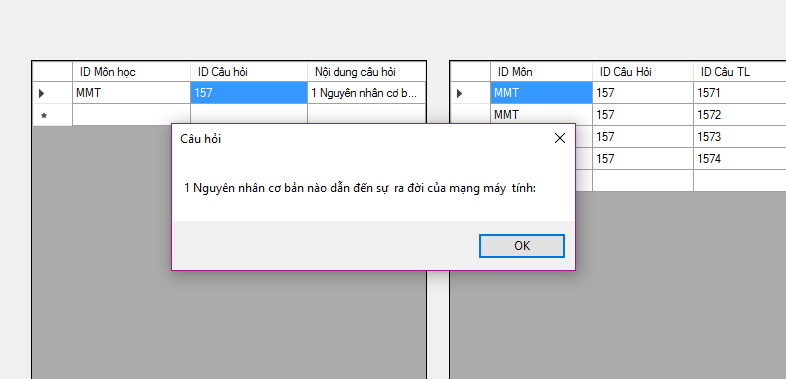 ID Môn học ID Câu hỏi Nội dung câu hỏi
MMT 157 1 Nguyên nhân cơ b...
ID Môn ID Câu Hỏi ID Câu TL
MMT 157 1571
MMT 157 1572
157 1573
157 1574
Câu hỏi
1 Nguyên nhân cơ bản nào dẫn đến sự ra đời của mạng máy tính:
OK